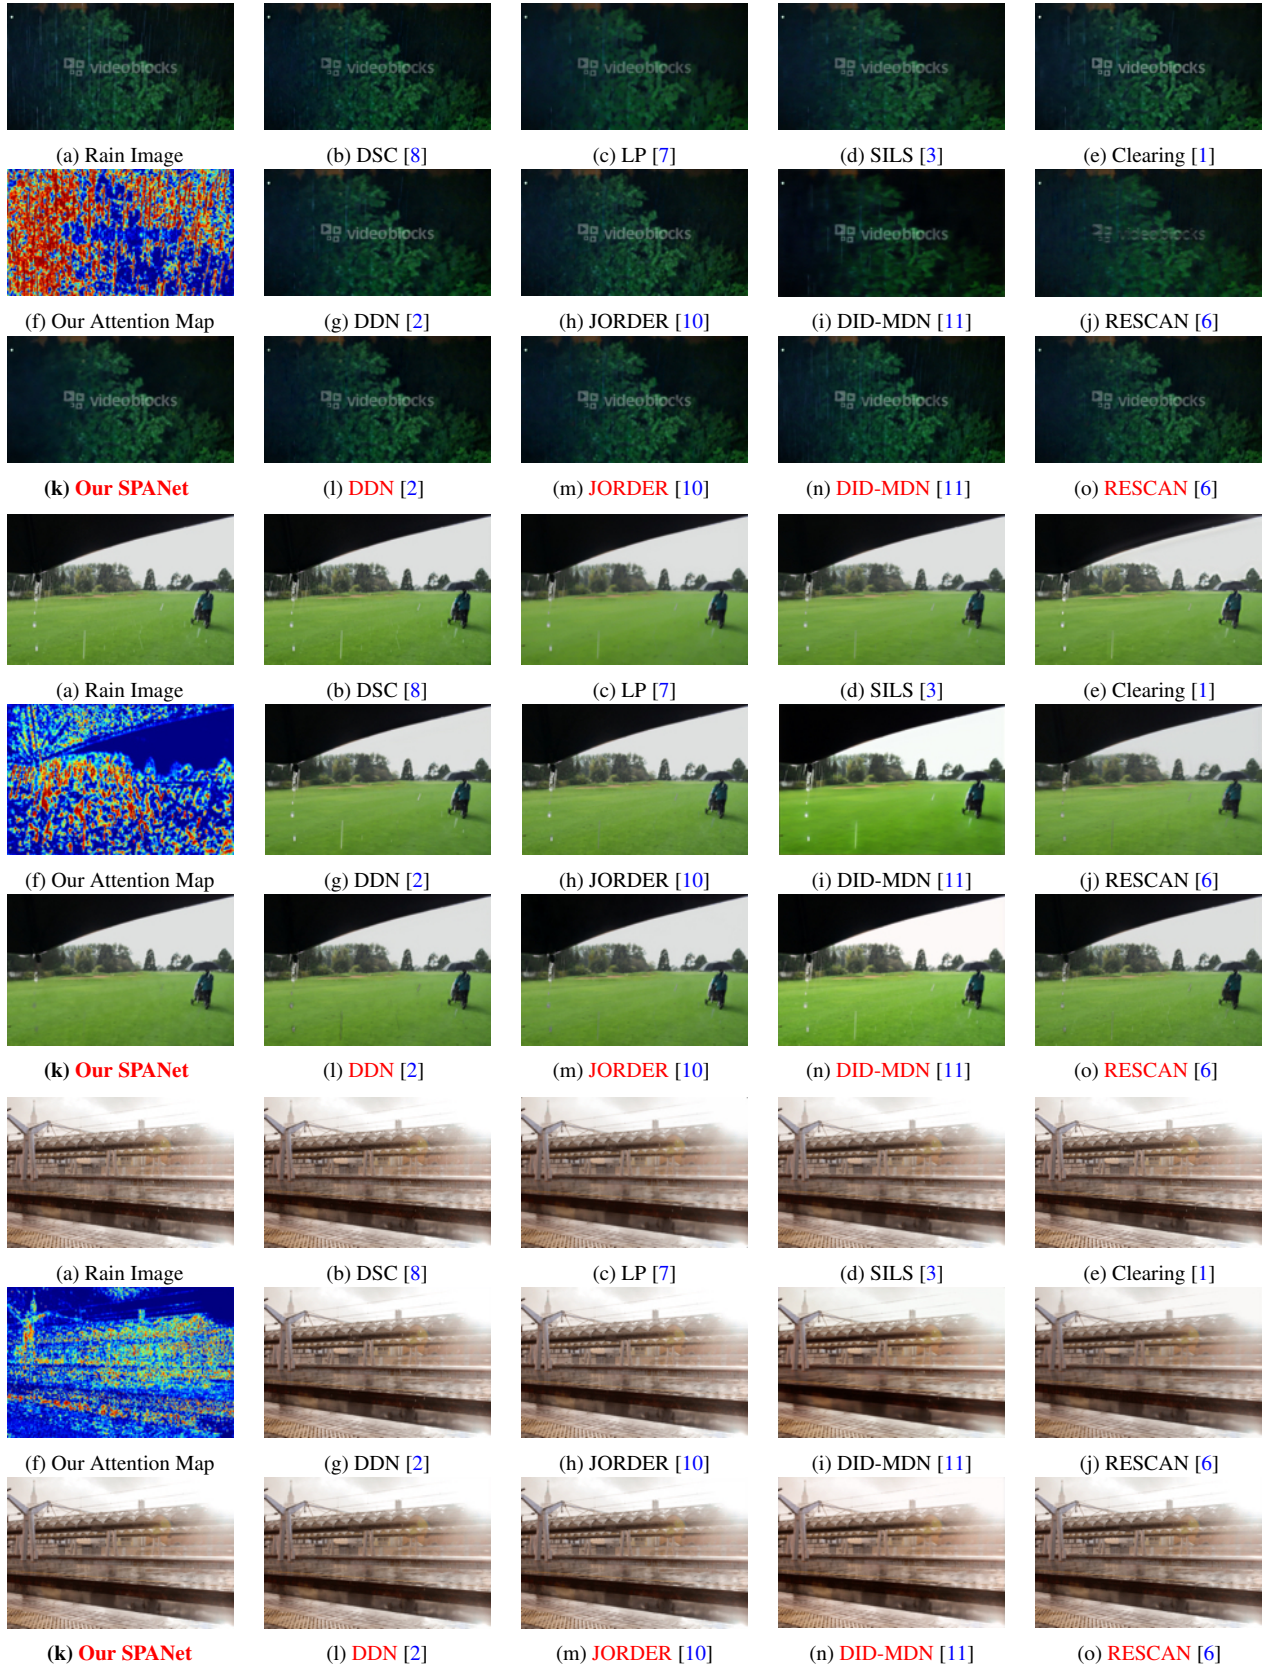 videoblocks videoblocks videoblocks videoblocks videoblocks
(a) Rain Image (b) DSC [8] (c) LP [7] (d) SILS [3] (e) Clearing [1]
videoblocks videoblocks videoblocks videoblocks
(f) Our Attention Map (g) DDN [2] (h) JORDER [10] (i) DID-MDN [11] (j) RESCAN [6]
videoblocks videoblocks videoblocks videoblocks videoblocks
(k) Our SPANet (l) DDN [2] (m) JORDER [10] (n) DID-MDN [11] (o) RESCAN [6]
(a) Rain Image (b) DSC [8] (c) LP [7] (d) SILS [3] (e) Clearing [1]
(f) Our Attention Map (g) DDN [2] (h) JORDER [10] (i) DID-MDN [11] (j) RESCAN [6]
(k) Our SPANet (l) DDN [2] (m) JORDER [10] (n) DID-MDN [11] (o) RESCAN [6]
(a) Rain Image (b) DSC [8] (c) LP [7] (d) SILS [3] (e) Clearing [1]
(f) Our Attention Map (g) DDN [2] (h) JORDER [10] (i) DID-MDN [11] (j) RESCAN [6]
(k) Our SPANet (l) DDN [2] (m) JORDER [10] (n) DID-MDN [11] (o) RESCAN [6]